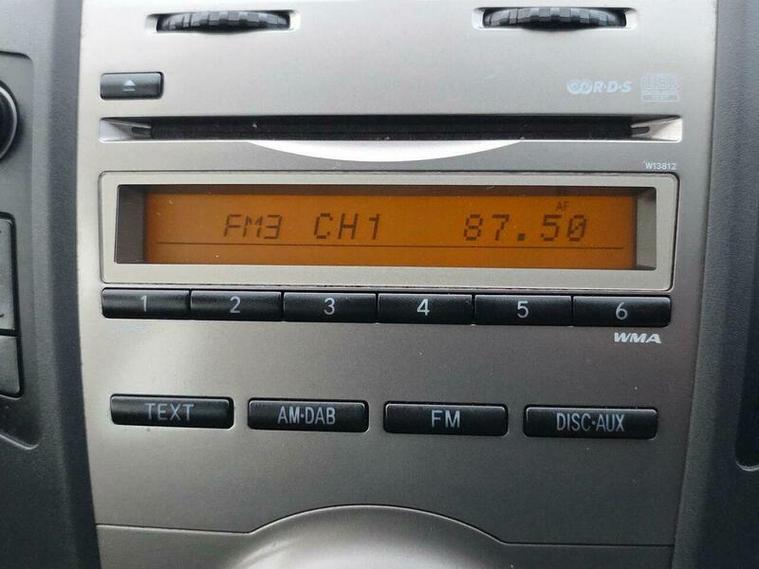 R·D·S
W13812
AF
FM3 CH1 87.50
1 2 3 4 5 6
WMA
TEXT AM·DAB FM DISC·AUX